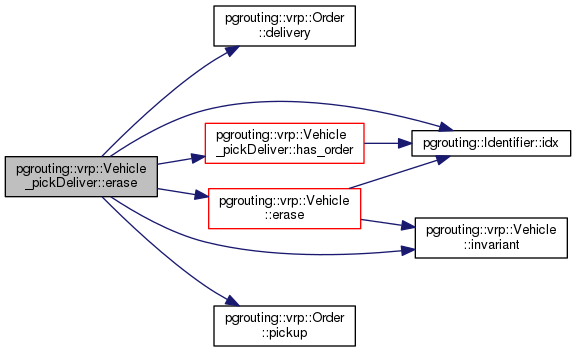 pgrouting::vrp::Order
::delivery
pgrouting::vrp::Vehicle
_pickDeliver::has_order
pgrouting::Identifier::idx
pgrouting::vrp::Vehicle
_pickDeliver::erase
pgrouting::vrp::Vehicle
::erase
pgrouting::vrp::Vehicle
::invariant
pgrouting::vrp::Order
::pickup